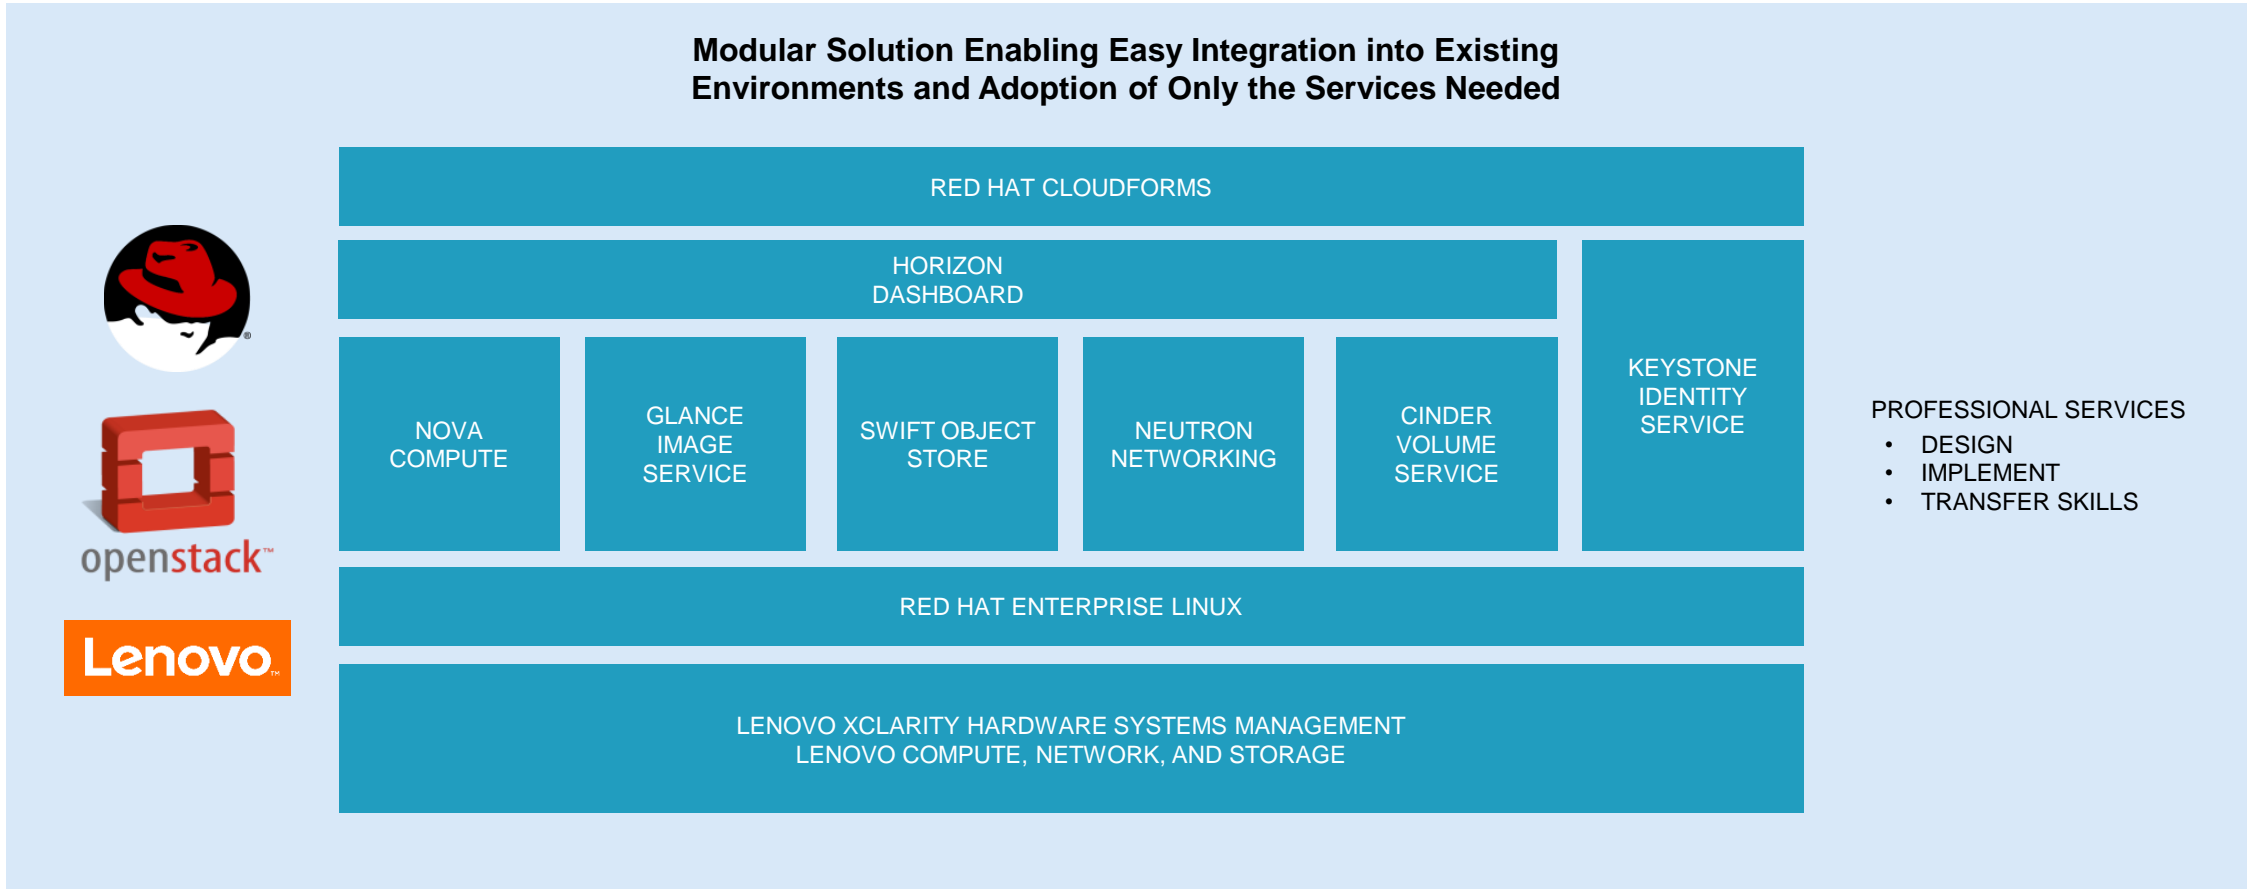 Modular Solution Enabling Easy Integration into Existing
Environments and Adoption of Only the Services Needed
RED HAT CLOUDFORMS
HORIZON
DASHBOARD
KEYSTONE
IDENTITY
SERVICE
NOVA
COMPUTE
GLANCE
IMAGE
SERVICE
SWIFT OBJECT
STORE
NEUTRON
NETWORKING
CINDER
VOLUME
SERVICE
RED HAT ENTERPRISE LINUX
LENOVO XCLARITY HARDWARE SYSTEMS MANAGEMENT
LENOVO COMPUTE, NETWORK, AND STORAGE
®
openstack™
Lenovo™
PROFESSIONAL SERVICES
• DESIGN
• IMPLEMENT
• TRANSFER SKILLS